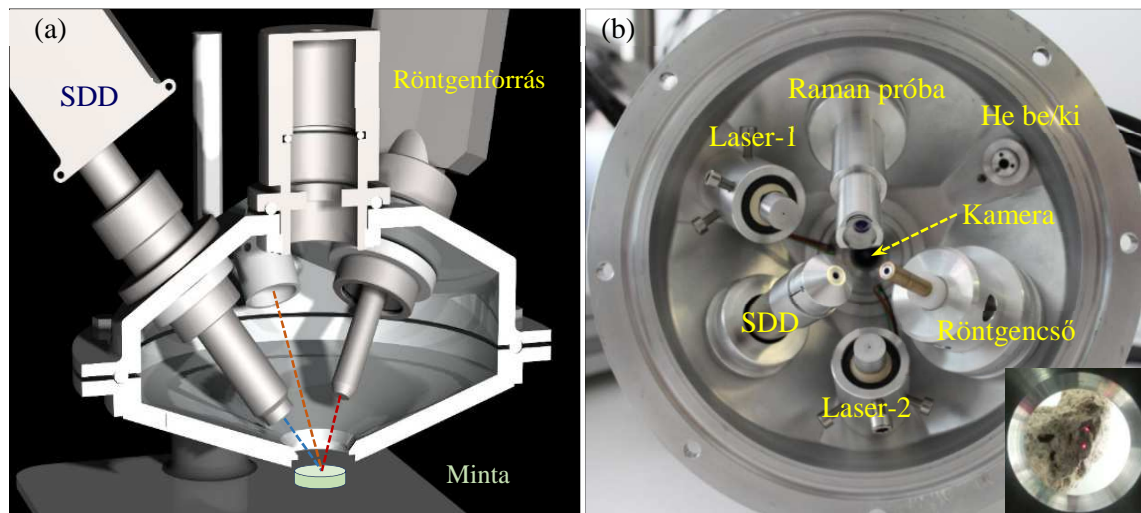 (a)
SDD
Röntgenforrás
Minta
(b)
Raman próba
Laser-1
He be/ki
Kamera
SDD
Röntgencső
Laser-2